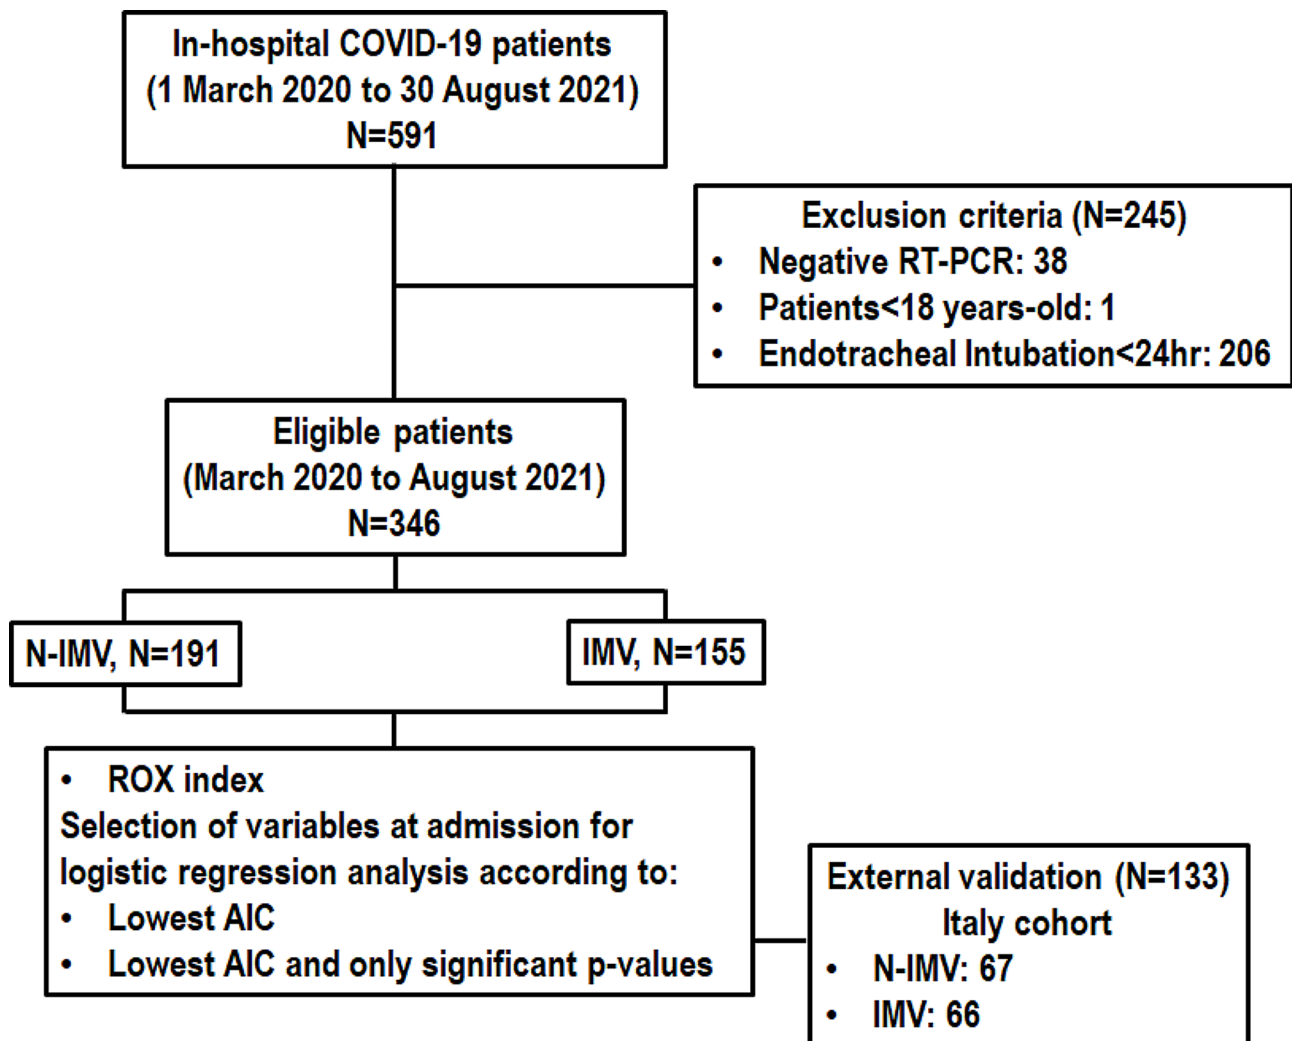 In-hospital COVID-19 patients
(1 March 2020 to 30 August 2021)
N=591
Exclusion criteria (N=245)
• Negative RT-PCR: 38
• Patients<18 years-old: 1
• Endotracheal Intubation<24hr: 206
Eligible patients
(March 2020 to August 2021)
N=346
N-IMV, N=191
IMV, N=155
• ROX index
Selection of variables at admission for
logistic regression analysis according to:
• Lowest AIC
• Lowest AIC and only significant p-values
External validation (N=133)
Italy cohort
• N-IMV: 67
• IMV: 66